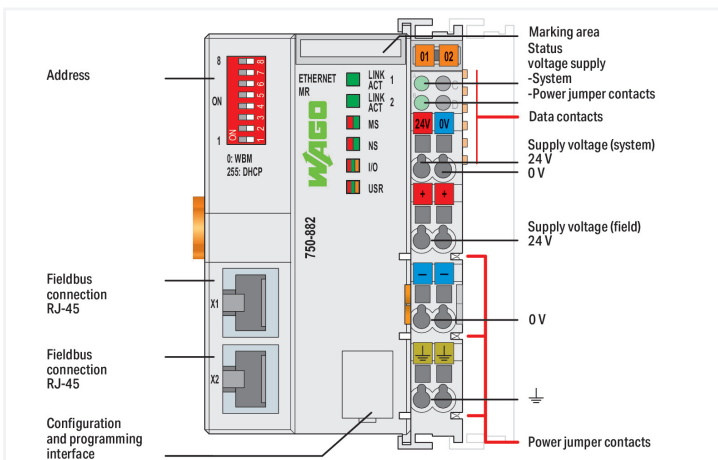 Address
8
ON
1
8
7
6
5
4
3
2
1
ON
0: WBM
255: DHCP
Fieldbus
connection
RJ-45
X1
Fieldbus
connection
RJ-45
X2
Configuration
and programming
interface
ETHERNET
MR
LINK
ACT 1
LINK
ACT 2
MS
NS
I/O
USR
WAGO
750-882
01 02
24V 0V
+ +
— —
Marking area
Status
voltage supply
-System
-Power jumper contacts
Data contacts
Supply voltage (system)
24 V
0 V
Supply voltage (field)
24 V
0 V
Power jumper contacts